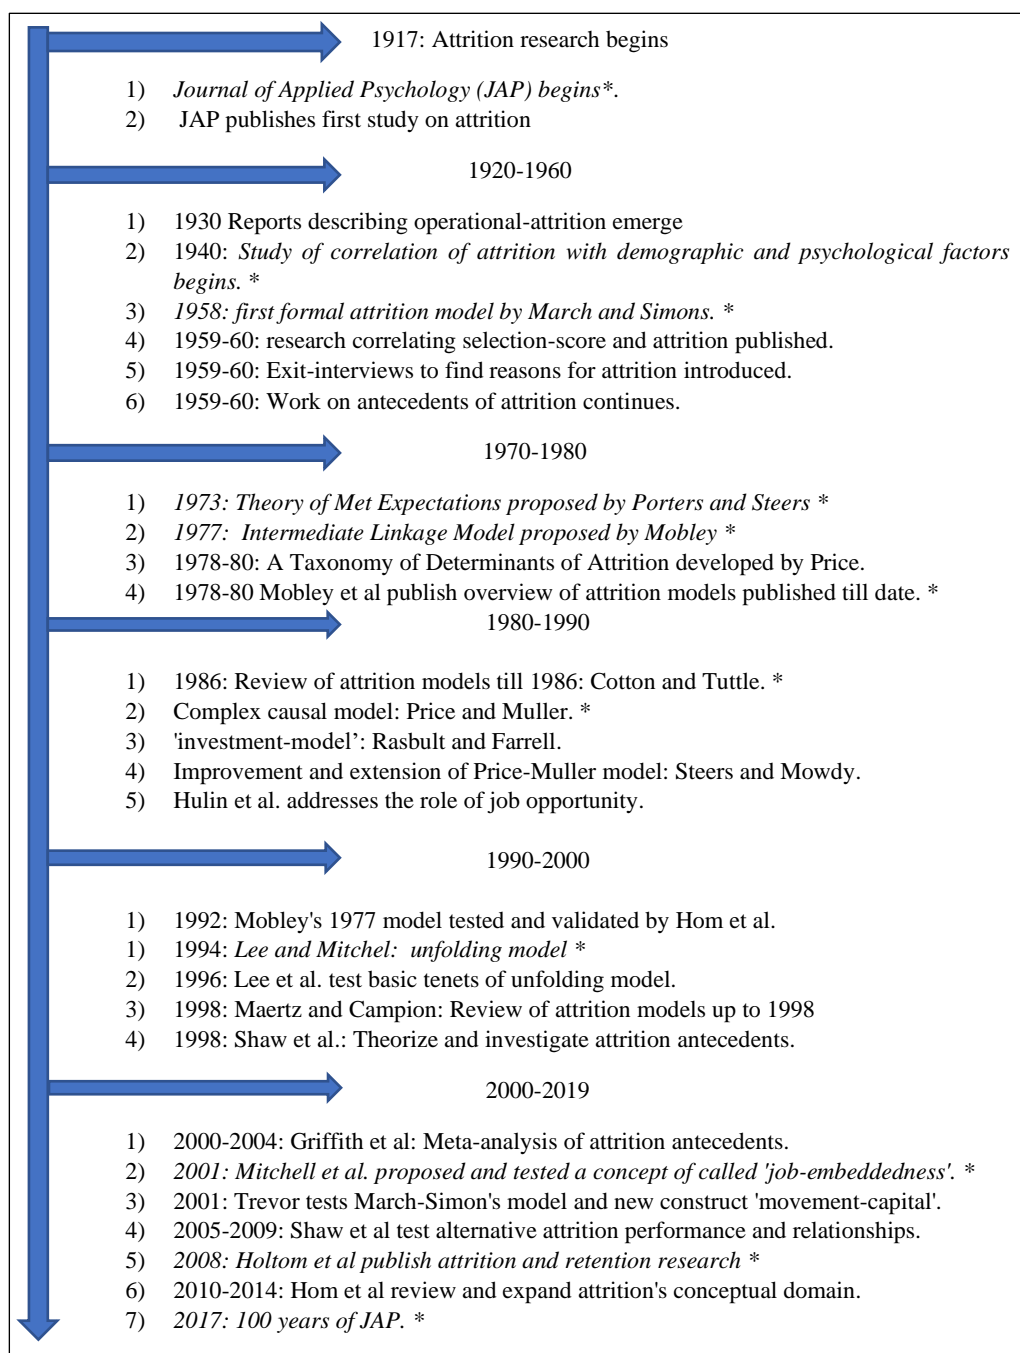 1917: Attrition research begins
1) Journal of Applied Psychology (JAP) begins*.
2) JAP publishes first study on attrition
1920-1960
1) 1930 Reports describing operational-attrition emerge
2) 1940: Study of correlation of attrition with demographic and psychological factors
begins. *
3) 1958: first formal attrition model by March and Simons. *
4) 1959-60: research correlating selection-score and attrition published.
5) 1959-60: Exit-interviews to find reasons for attrition introduced.
6) 1959-60: Work on antecedents of attrition continues.
1970-1980
1) 1973: Theory of Met Expectations proposed by Porters and Steers *
2) 1977: Intermediate Linkage Model proposed by Mobley *
3) 1978-80: A Taxonomy of Determinants of Attrition developed by Price.
4) 1978-80 Mobley et al publish overview of attrition models published till date. *
1980-1990
1) 1986: Review of attrition models till 1986: Cotton and Tuttle. *
2) Complex causal model: Price and Muller. *
3) 'investment-model’: Rasbult and Farrell.
4) Improvement and extension of Price-Muller model: Steers and Mowdy.
5) Hulin et al. addresses the role of job opportunity.
1990-2000
1) 1992: Mobley's 1977 model tested and validated by Hom et al.
1) 1994: Lee and Mitchel: unfolding model *
2) 1996: Lee et al. test basic tenets of unfolding model.
3) 1998: Maertz and Campion: Review of attrition models up to 1998
4) 1998: Shaw et al.: Theorize and investigate attrition antecedents.
2000-2019
1) 2000-2004: Griffith et al: Meta-analysis of attrition antecedents.
2) 2001: Mitchell et al. proposed and tested a concept of called 'job-embeddedness'. *
3) 2001: Trevor tests March-Simon's model and new construct 'movement-capital'.
4) 2005-2009: Shaw et al test alternative attrition performance and relationships.
5) 2008: Holtom et al publish attrition and retention research *
6) 2010-2014: Hom et al review and expand attrition's conceptual domain.
7) 2017: 100 years of JAP. *